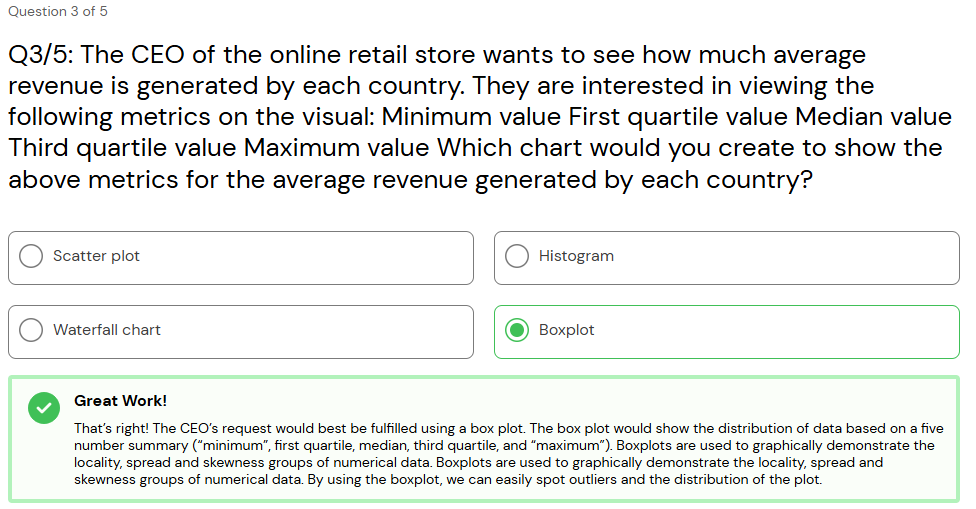 Question 3 of 5
Q3/5: The CEO of the online retail store wants to see how much average
revenue is generated by each country. They are interested in viewing the
following metrics on the visual: Minimum value First quartile value Median value
Third quartile value Maximum value Which chart would you create to show the
above metrics for the average revenue generated by each country?
Scatter plot
Histogram
Waterfall chart
Boxplot
Great Work!
That's right! The CEO's request would best be fulfilled using a box plot. The box plot would show the distribution of data based on a five
number summary (“minimum”, first quartile, median, third quartile, and “maximum”). Boxplots are used to graphically demonstrate the
locality, spread and skewness groups of numerical data. Boxplots are used to graphically demonstrate the locality, spread and
skewness groups of numerical data. By using the boxplot, we can easily spot outliers and the distribution of the plot.